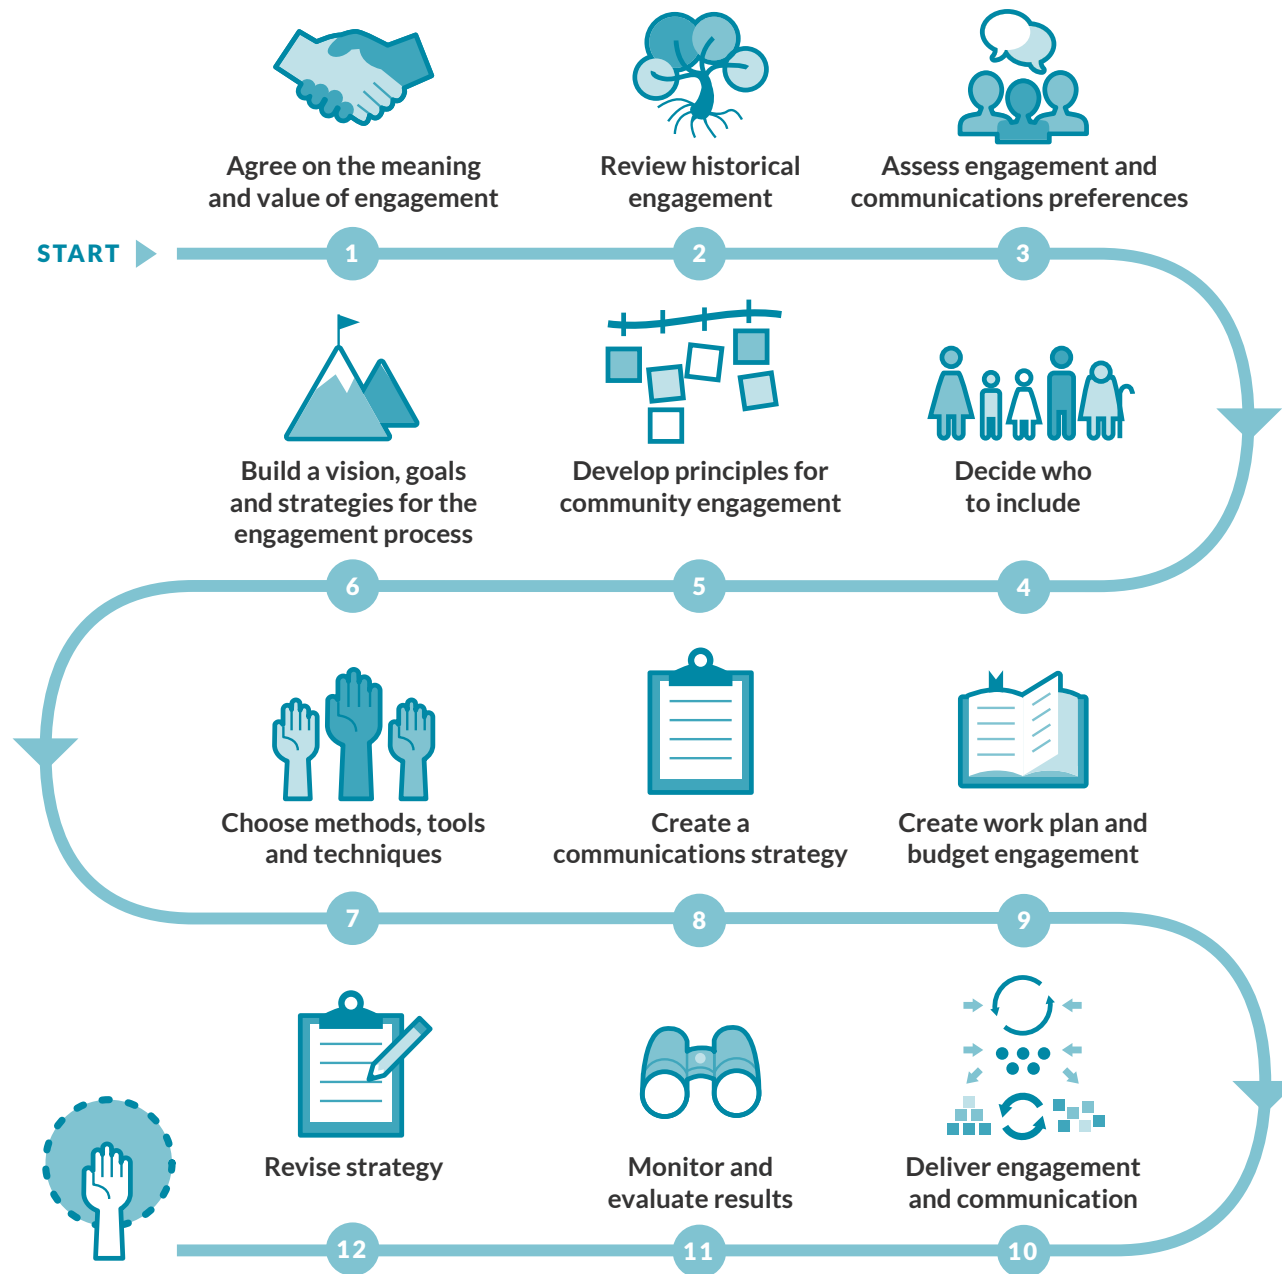 Agree on the meaning
and value of engagement
Review historical
engagement
Assess engagement and
communications preferences
START
1
2
3
Decide who
to include
4
Develop principles for
community engagement
5
Build a vision, goals
and strategies for the
engagement process
6
Choose methods, tools
and techniques
7
Create a
communications strategy
8
Create work plan and
budget engagement
9
Deliver engagement
and communication
10
Monitor and
evaluate results
11
Revise strategy
12